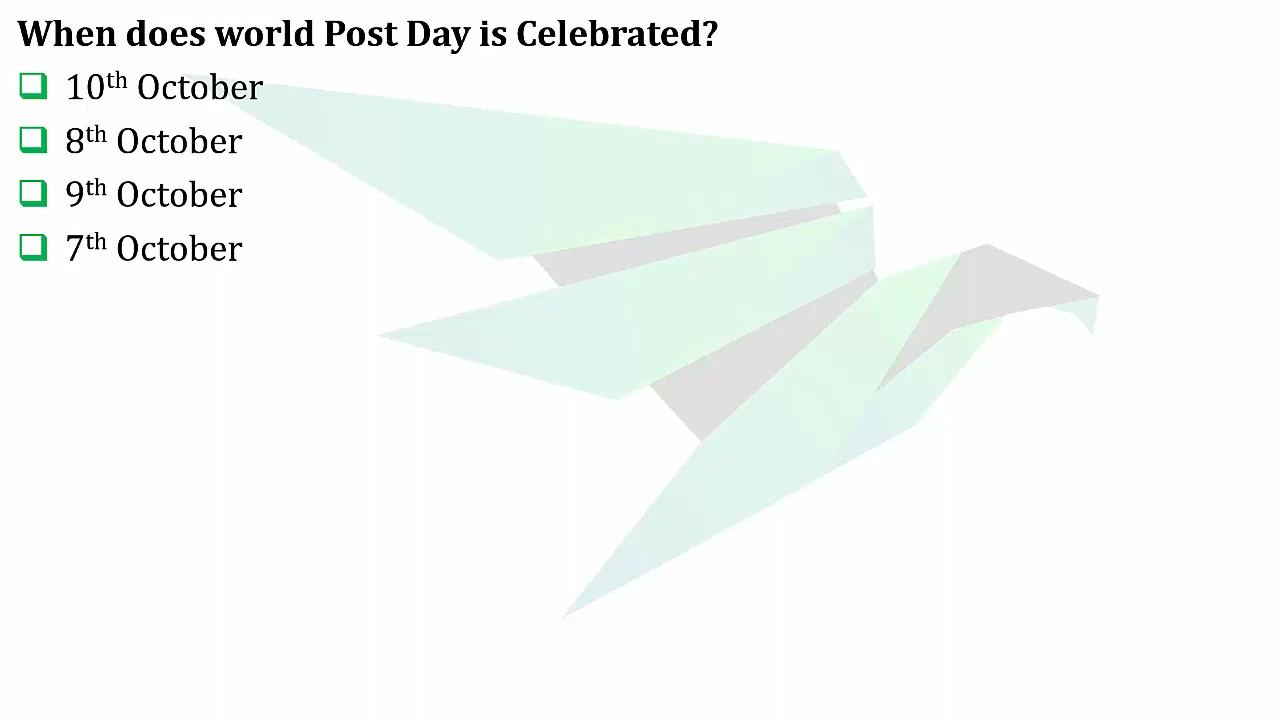 When does world Post Day is Celebrated?
❑ 10th October
❑ 8th October
❑ 9th October
❑ 7th October